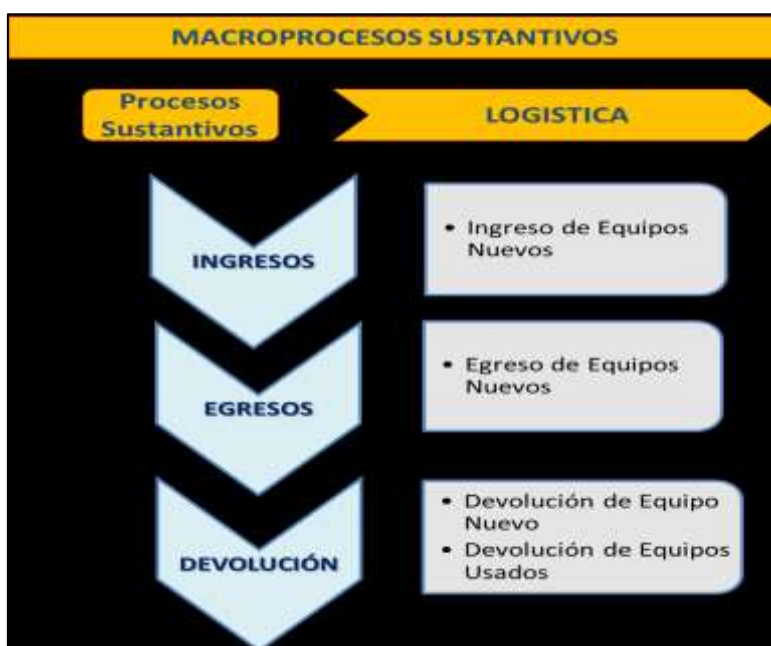 MACROPROCESOS SUSTANTIVOS
Procesos
Sustantivos
LOGISTICA
INGRESOS
• Ingreso de Equipos
Nuevos
EGRESOS
• Egreso de Equipos
Nuevos
DEVOLUCIÓN
• Devolución de Equipo
Nuevo
• Devolución de Equipos
Usados